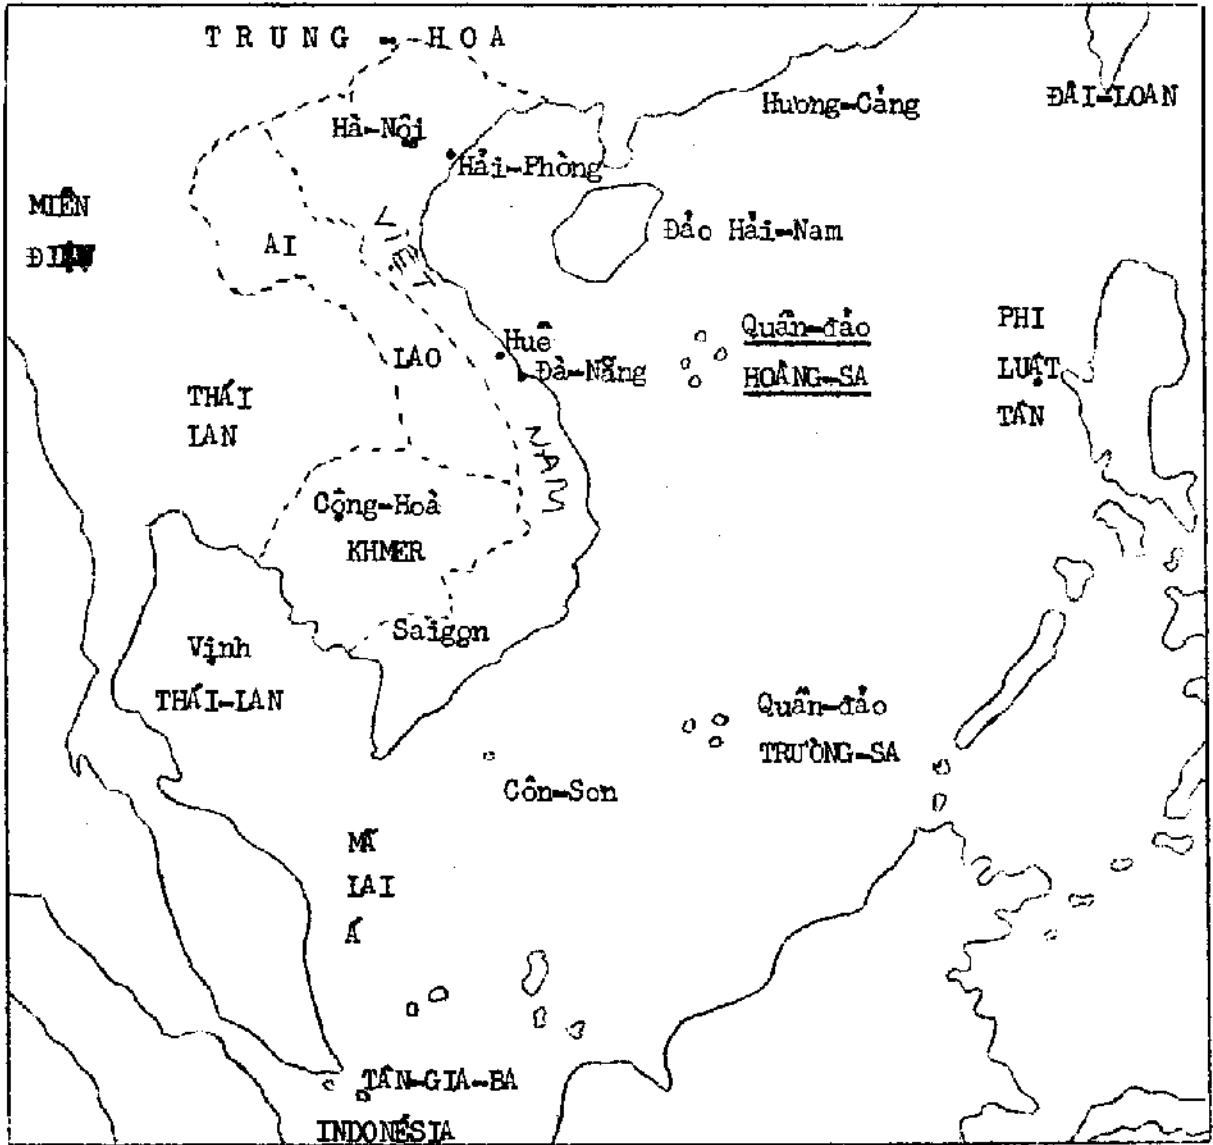 TRUNG - HOA
Hương-Cảng
ĐÀI-LOAN
Hà-Nội
Hải-Phòng
MIẾN
ĐIỆN
AI
LAO
VIỆT
NAM
Đảo Hải-Nam
Huế
Đà-Nẵng
Quần-đảo
HOÀNG-SA
PHI
LUẬT
TÂN
THÁI
LAN
Cộng-Hoà
KHMER
Saigon
Vịnh
THÁI-LAN
Quần-đảo
TRƯỜNG-SA
Côn-Sơn
MÃ
LAI
Á
TÂN-GIA-BA
INDONÉSIA